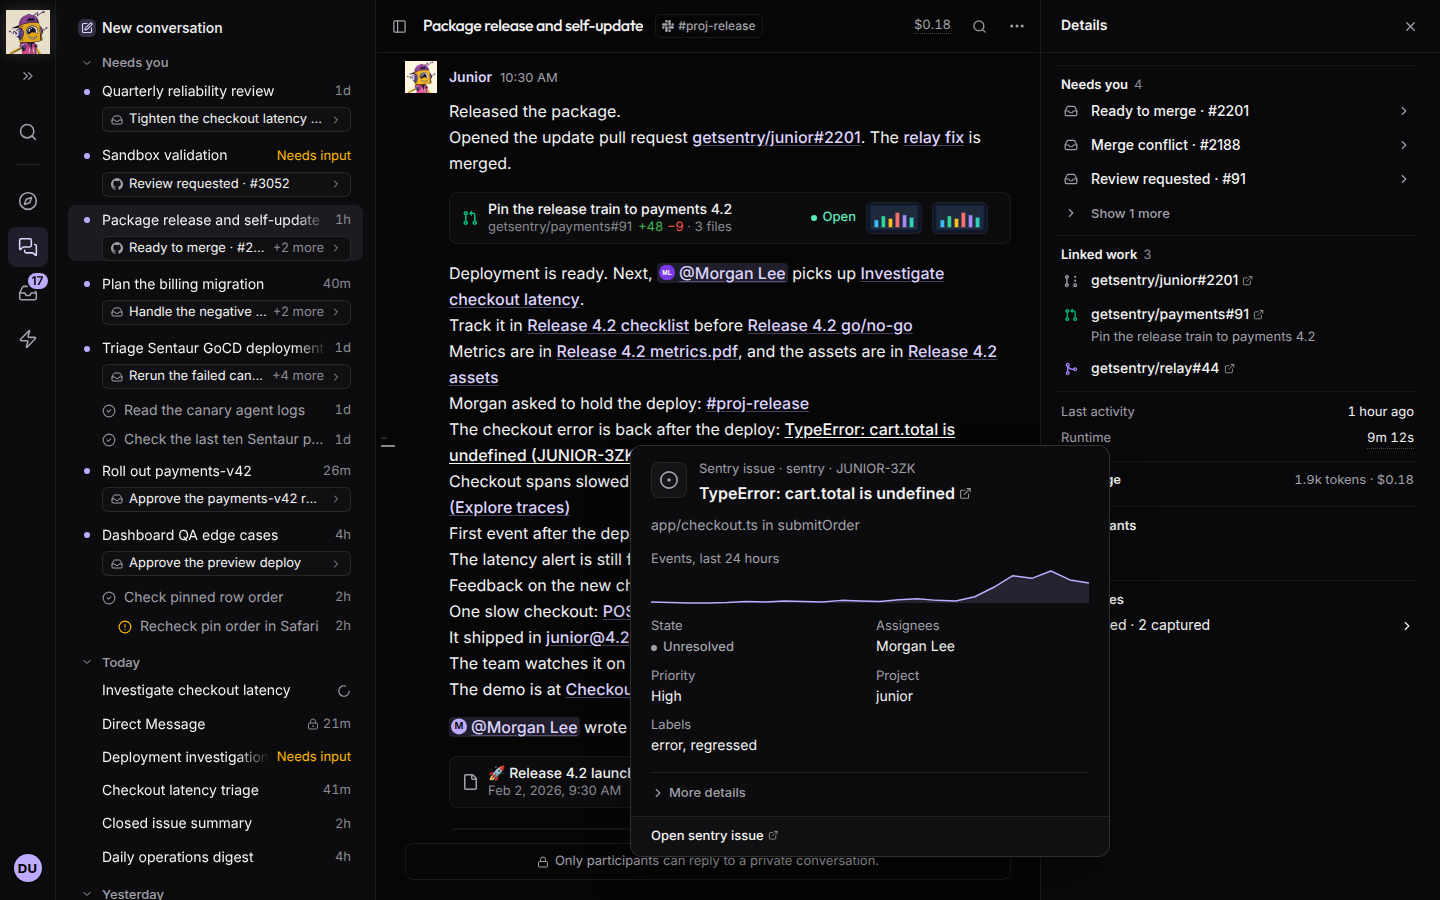 New conversation
Needs you
Quarterly reliability review 1d
Tighten the checkout latency ...
Sandbox validation Needs input
Review requested · #3052
Package release and self-update 1h
Ready to merge · #2... +2 more
17
Plan the billing migration 40m
Handle the negative ... +2 more
Triage Sentaur GoCD deployment 1d
Rerun the failed can... +4 more
Read the canary agent logs 1d
Check the last ten Sentaur p... 1d
Roll out payments-v42 26m
Approve the payments-v42 r...
Dashboard QA edge cases 4h
Approve the preview deploy
Check pinned row order 2h
Recheck pin order in Safari 2h
Today
Investigate checkout latency
Direct Message 21m
Deployment investigation Needs input
Checkout latency triage 41m
Closed issue summary 2h
Daily operations digest 4h
Yesterday
DU
Package release and self-update #proj-release $0.18
Junior 10:30 AM
Released the package.
Opened the update pull request getsentry/junior#2201. The relay fix is
merged.
Pin the release train to payments 4.2
getsentry/payments#91 +48 −9 · 3 files
Open
Deployment is ready. Next, ML @Morgan Lee picks up Investigate
checkout latency.
Track it in Release 4.2 checklist before Release 4.2 go/no-go
Metrics are in Release 4.2 metrics.pdf, and the assets are in Release 4.2
assets
Morgan asked to hold the deploy: #proj-release
The checkout error is back after the deploy: TypeError: cart.total is
undefined (JUNIOR-3ZK
Checkout spans slowed
(Explore traces)
First event after the dep
The latency alert is still f
Feedback on the new ch
One slow checkout: POS
It shipped in junior@4.2
The team watches it on
The demo is at Checkou
M @Morgan Lee wrote
🚀 Release 4.2 launch
Feb 2, 2026, 9:30 AM
Only participants can reply to a private conversation.
Sentry issue · sentry · JUNIOR-3ZK
TypeError: cart.total is undefined
app/checkout.ts in submitOrder
Events, last 24 hours
State Assignees
Unresolved Morgan Lee
Priority Project
High junior
Labels
error, regressed
More details
Open sentry issue
Details
Needs you 4
Ready to merge · #2201
Merge conflict · #2188
Review requested · #91
Show 1 more
Linked work 3
getsentry/junior#2201
getsentry/payments#91
Pin the release train to payments 4.2
getsentry/relay#44
Last activity 1 hour ago
Runtime 9m 12s
ge 1.9k tokens · $0.18
ants
es
ed · 2 captured